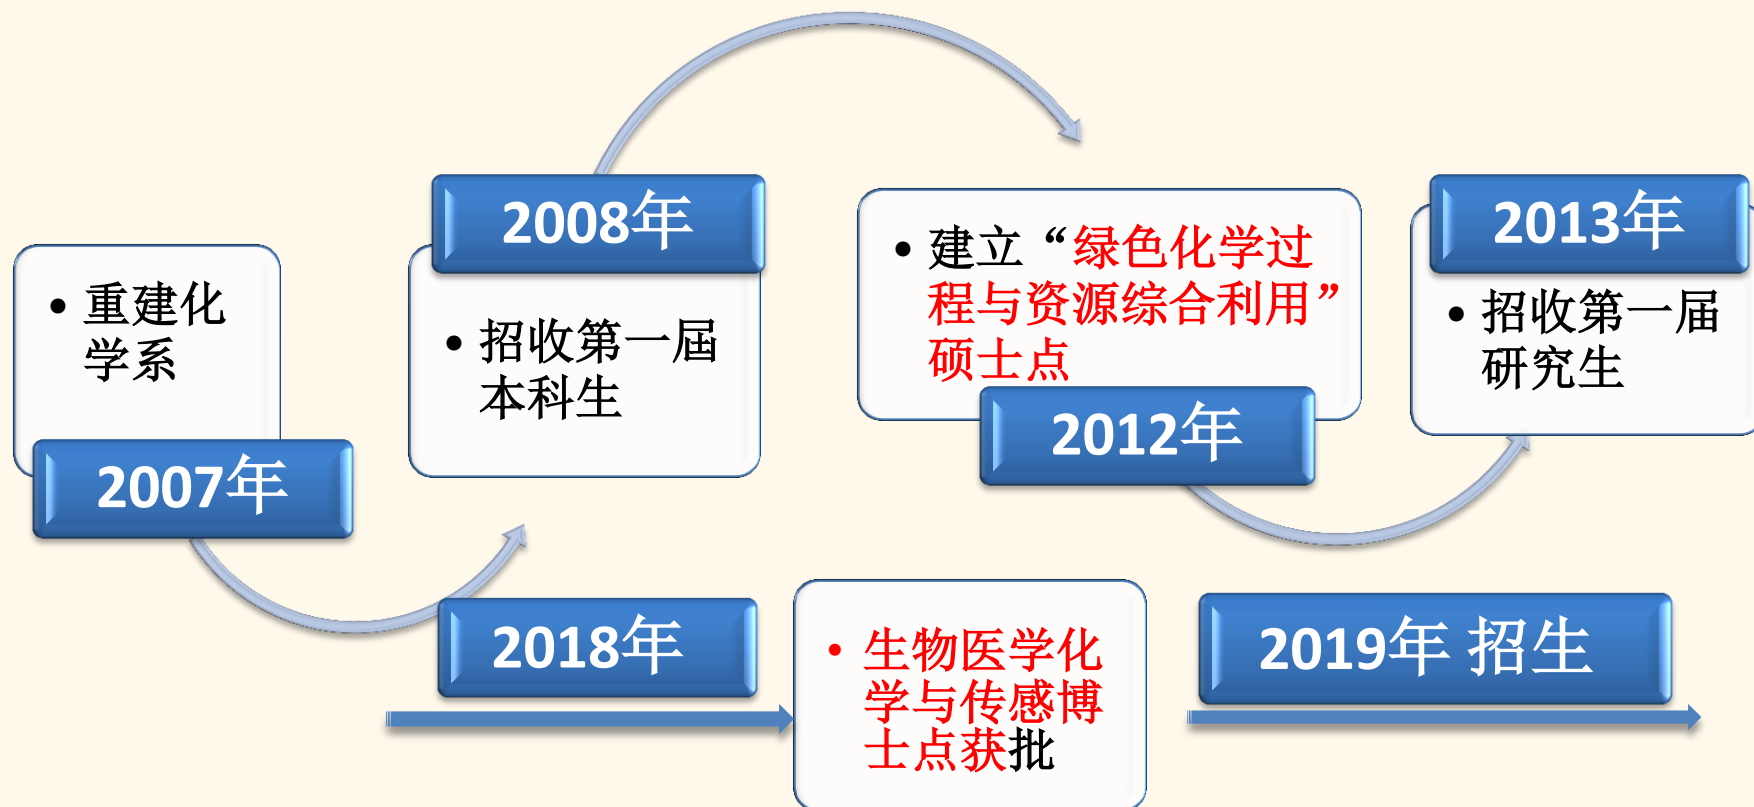 • 重建化
学系
2007年
2008年
• 招收第一届
本科生
• 建立“绿色化学过
程与资源综合利用”
硕士点
2012年
2013年
• 招收第一届
研究生
2018年
• 生物医学化
学与传感博
士点获批
2019年 招生